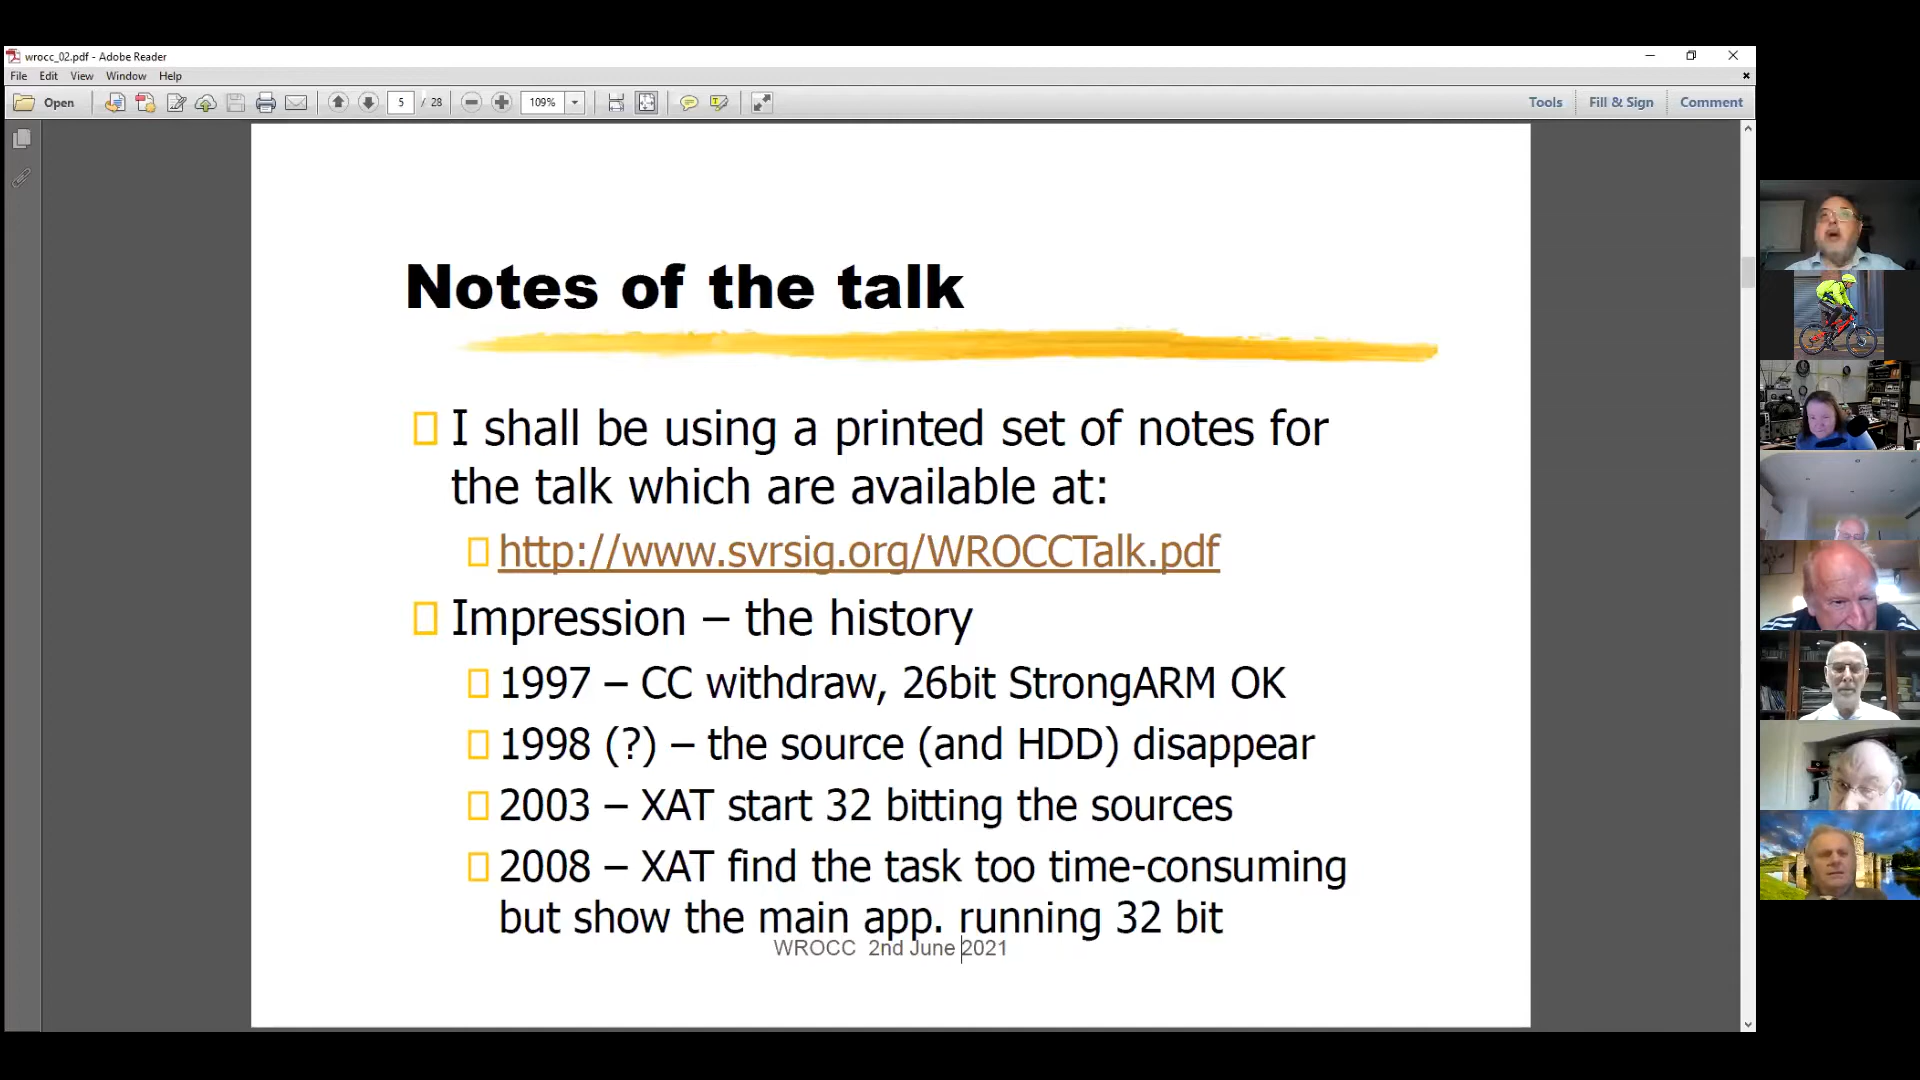 wrocc_02.pdf - Adobe Reader
File Edit View Window Help
Open 5 / 28 109% Tools Fill & Sign Comment
Notes of the talk
I shall be using a printed set of notes for
the talk which are available at:
http://www.svrsig.org/WROCCTalk.pdf
Impression – the history
1997 – CC withdraw, 26bit StrongARM OK
1998 (?) – the source (and HDD) disappear
2003 – XAT start 32 bitting the sources
2008 – XAT find the task too time-consuming
but show the main app. running 32 bit
WROCC 2nd June 2021